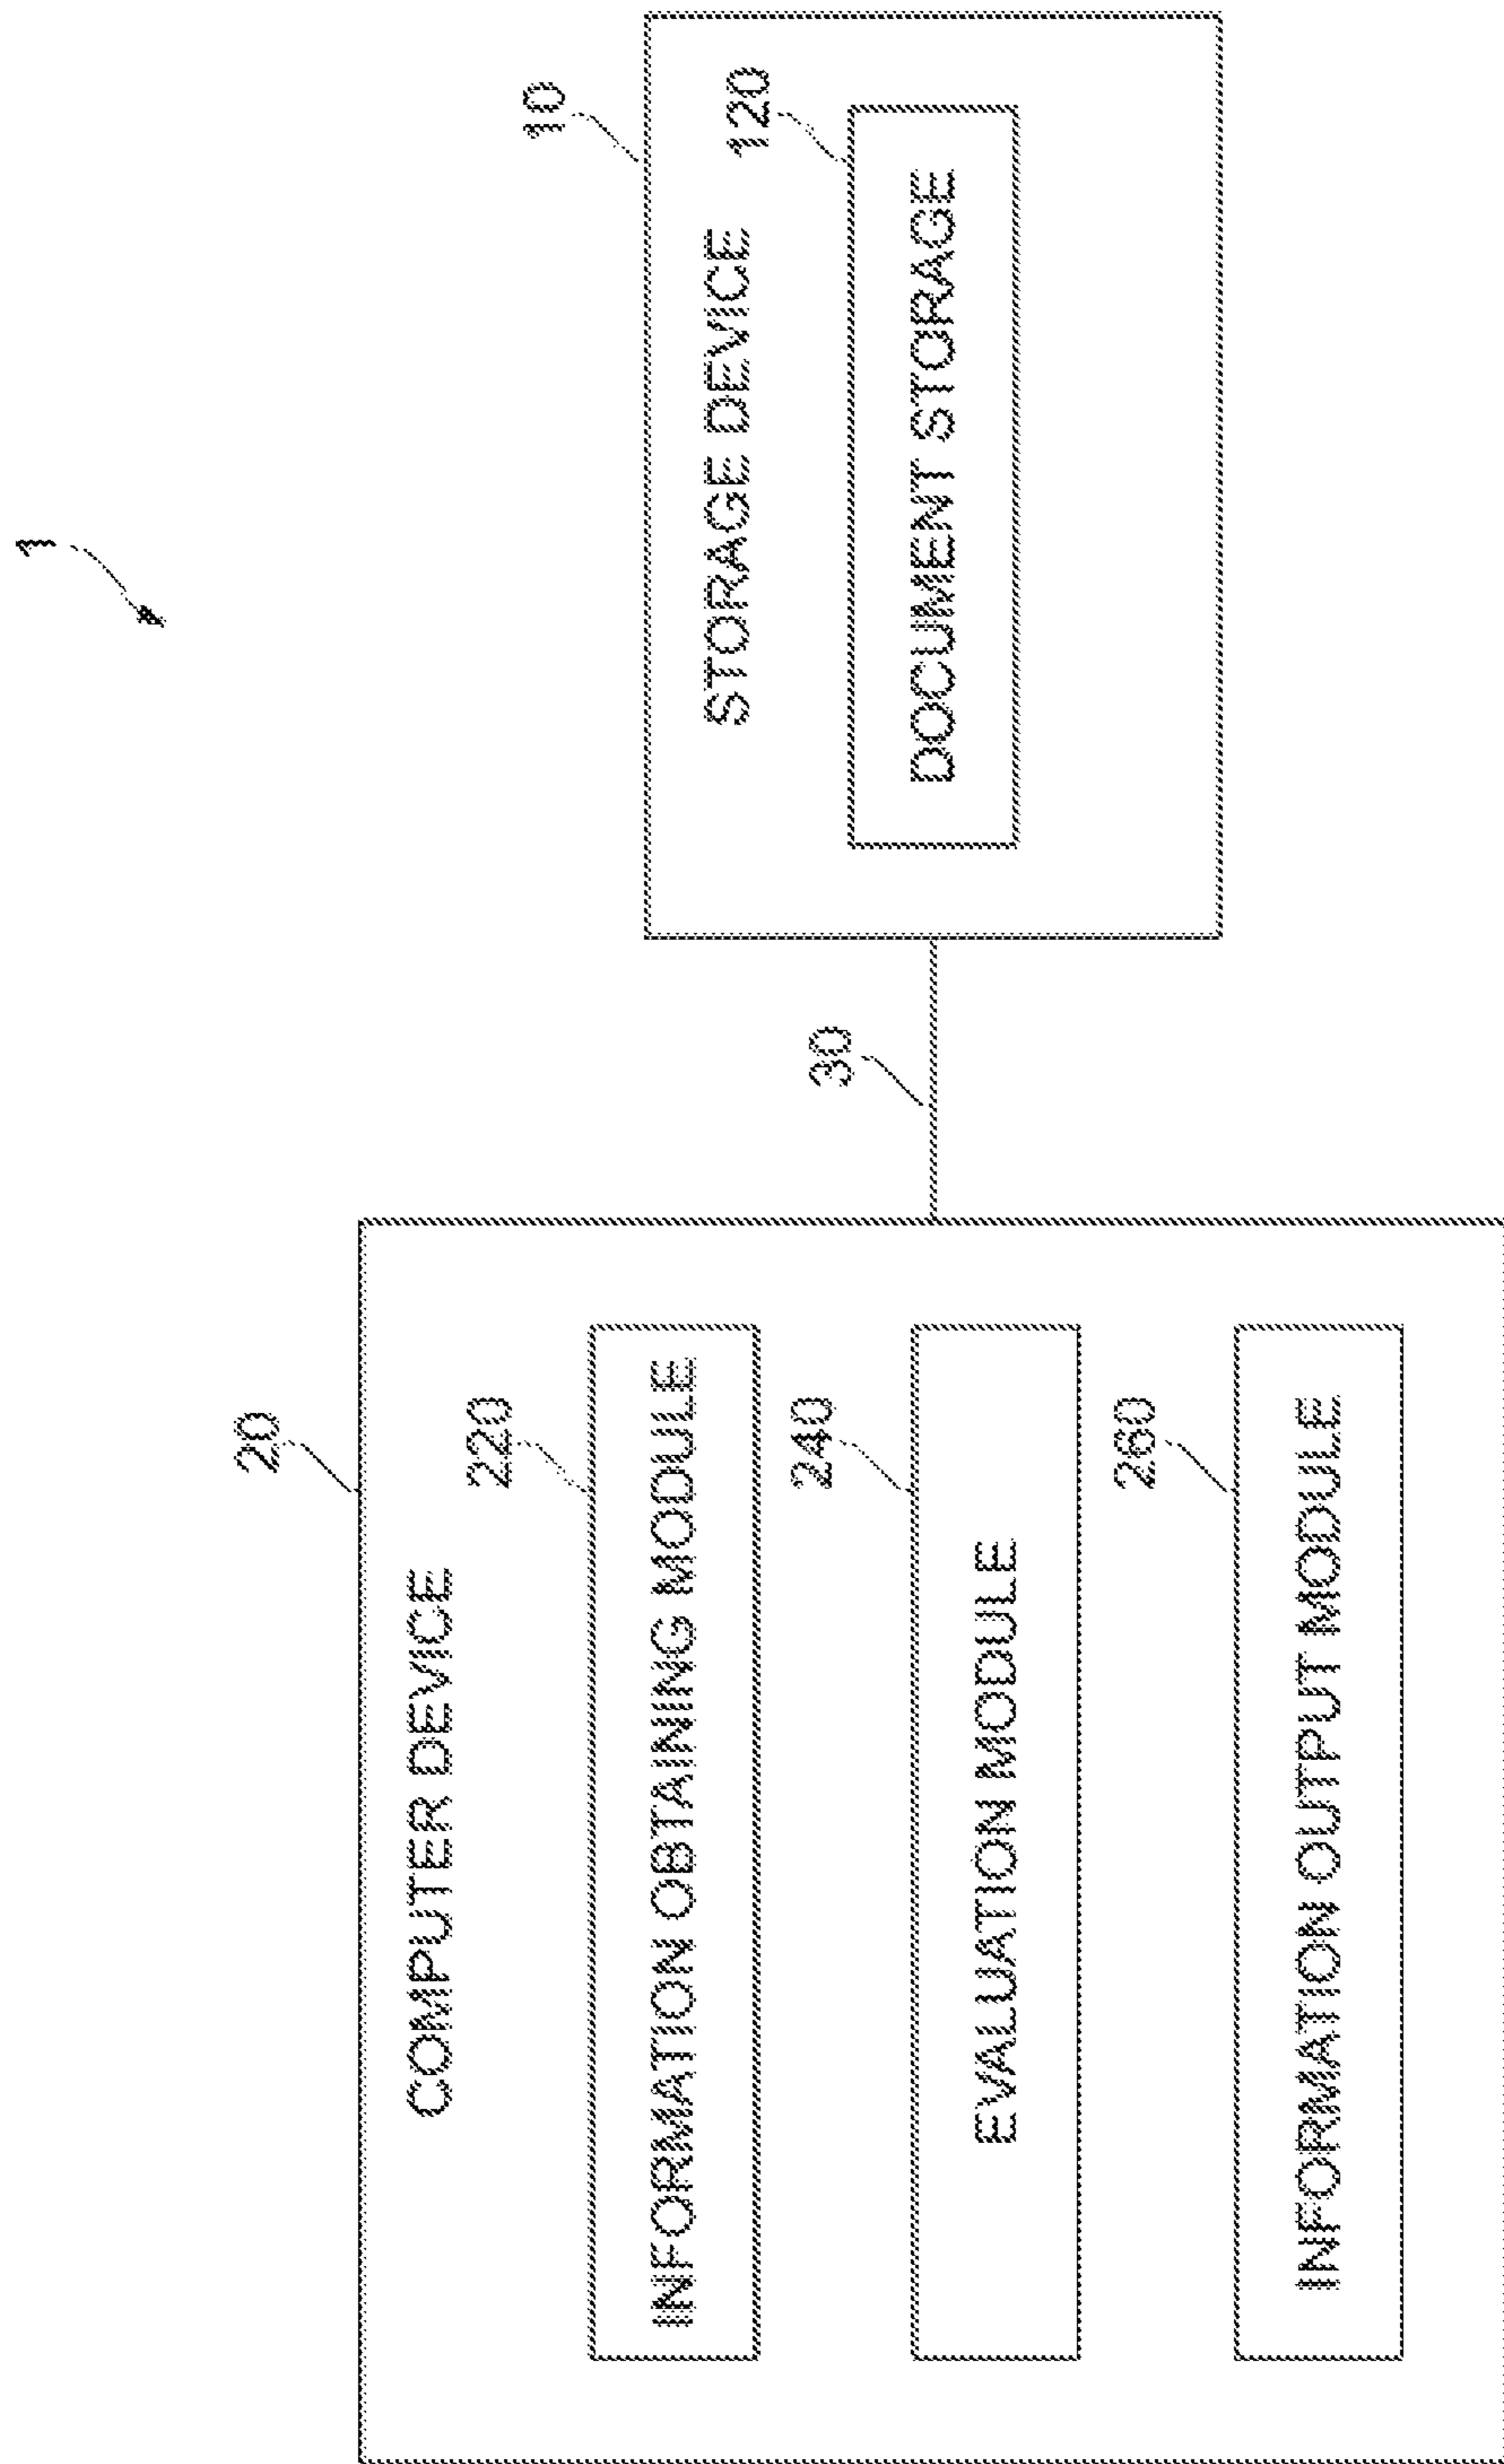 1
20
COMPUTER DEVICE
220
INFORMATION OBTAINING MODULE
240
EVALUATION MODULE
260
INFORMATION OUTPUT MODULE
30
10
STORAGE DEVICE
120
DOCUMENT STORAGE